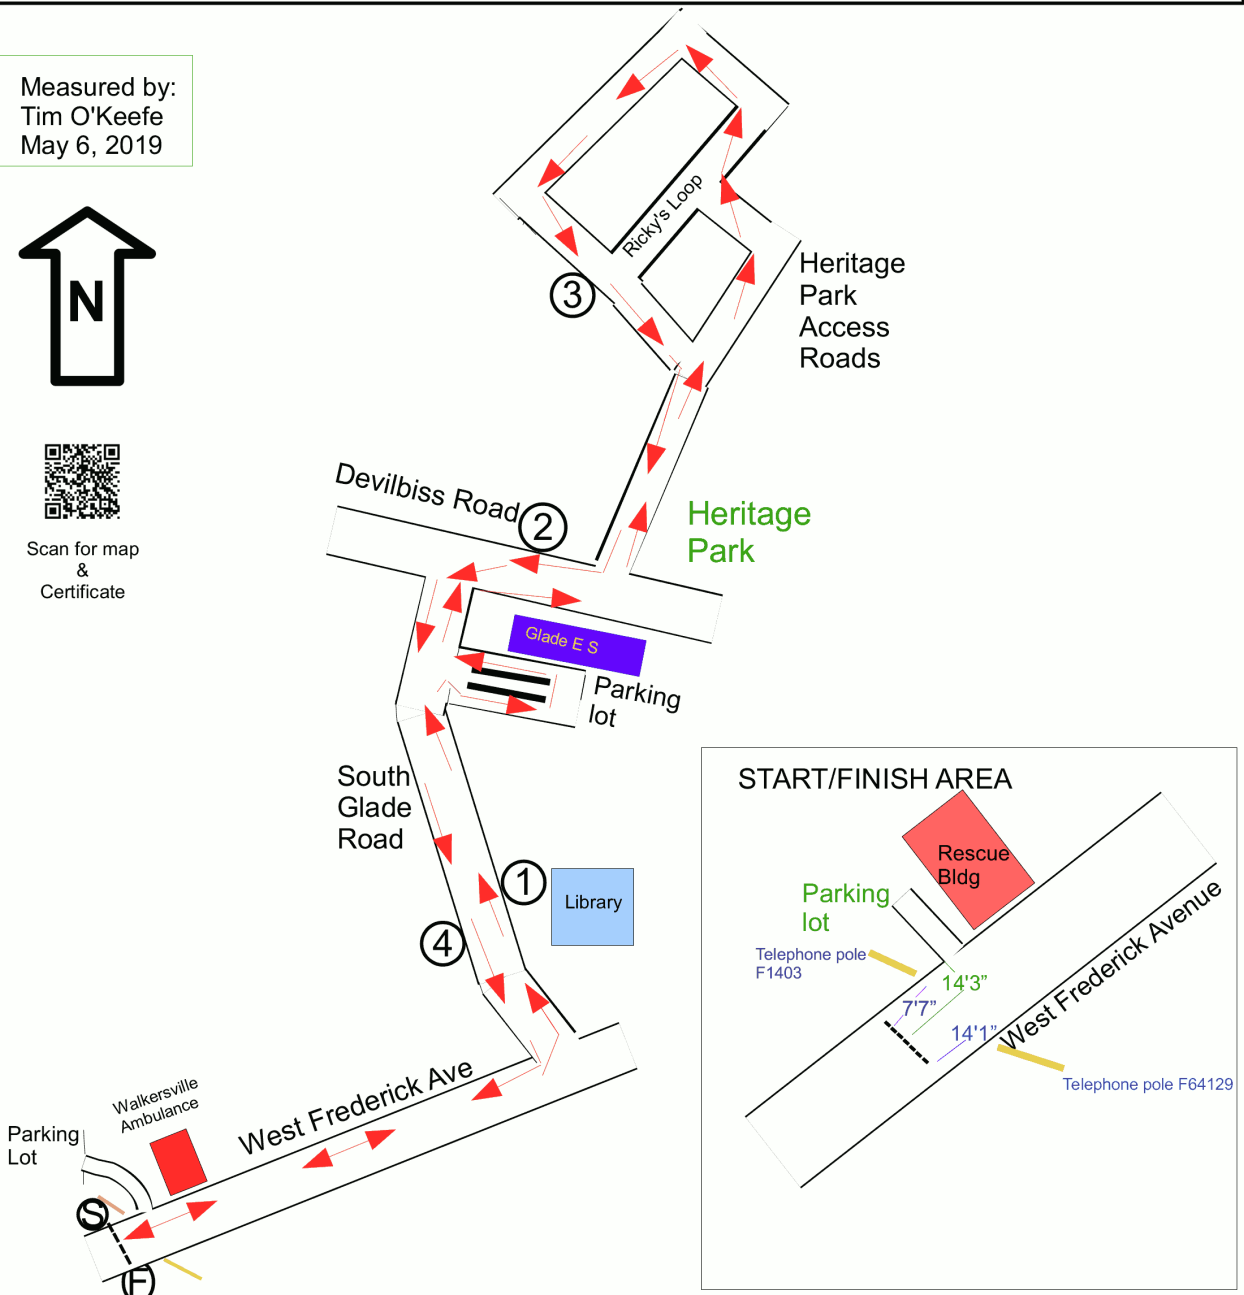 Measured by:
Tim O'Keefe
May 6, 2019
N
Scan for map
&
Certificate
Ricky's Loop
3
Heritage
Park
Access
Roads
Devilbiss Road
2
Heritage
Park
Glade E S
Parking
lot
South
Glade
Road
1
Library
4
West Frederick Ave
Walkersville
Ambulance
Parking
Lot
S
F
START/FINISH AREA
Rescue
Bldg
Parking
lot
Telephone pole
F1403
14'3”
7'7”
14'1”
West Frederick Avenue
Telephone pole F64129